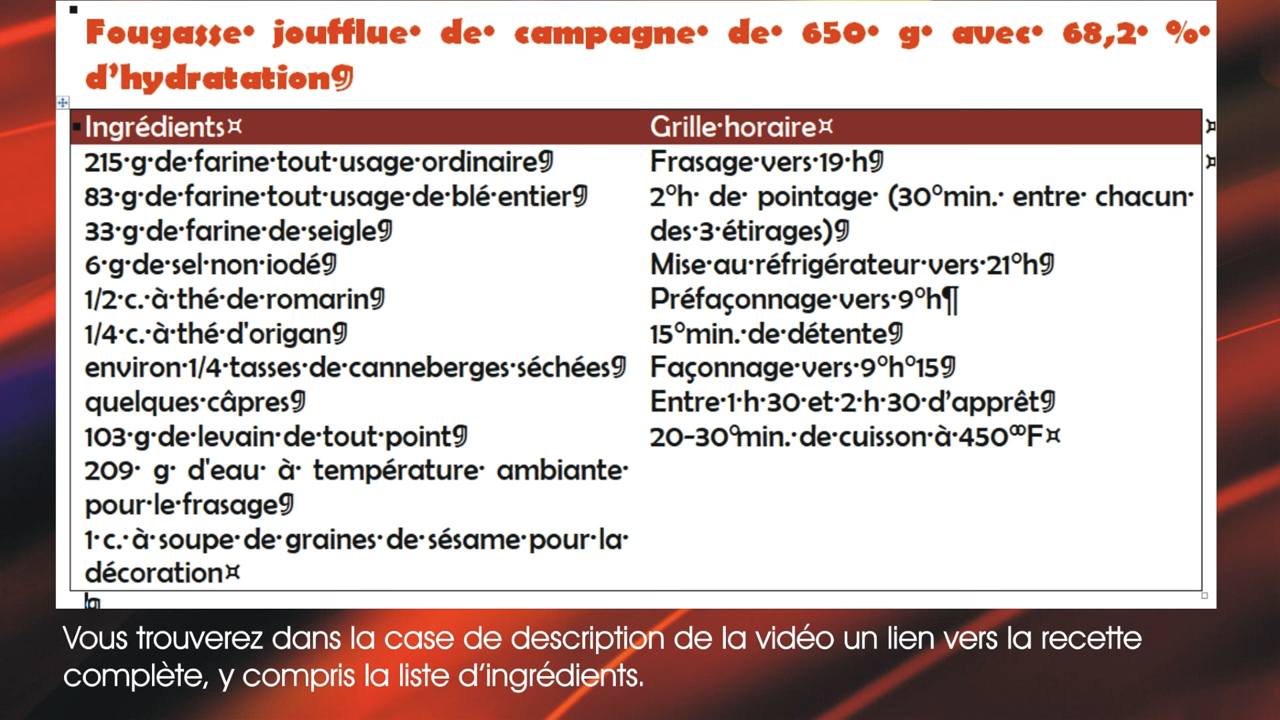 Fougasse joufflue de campagne de 650 g avec 68,2 %
d’hydratation¶
Ingrédients¤
Grille·horaire¤
215·g·de·farine·tout·usage·ordinaire¶
83·g·de·farine·tout·usage·de·blé·entier¶
33·g·de·farine·de·seigle¶
6·g·de·sel·non·iodé¶
1/2·c.·à·thé·de·romarin¶
1/4·c.·à·thé·d'origan¶
environ·1/4·tasses·de·canneberges·séchées¶
quelques·câpres¶
103·g·de·levain·de·tout·point¶
209· g· d'eau· à· température· ambiante·
pour·le·frasage¶
1·c.·à·soupe·de·graines·de·sésame·pour·la·
décoration¤
Frasage·vers·19·h¶
2°h· de· pointage· (30°min.· entre· chacun·
des·3·étirages)¶
Mise·au·réfrigérateur·vers·21°h¶
Préfaçonnage·vers·9°h¶
15°min.·de·détente¶
Façonnage·vers·9°h°15¶
Entre·1·h·30·et·2·h·30·d’apprêt¶
20-30°min.·de·cuisson·à·450°°F¤
¶
Vous trouverez dans la case de description de la vidéo un lien vers la recette
complète, y compris la liste d’ingrédients.